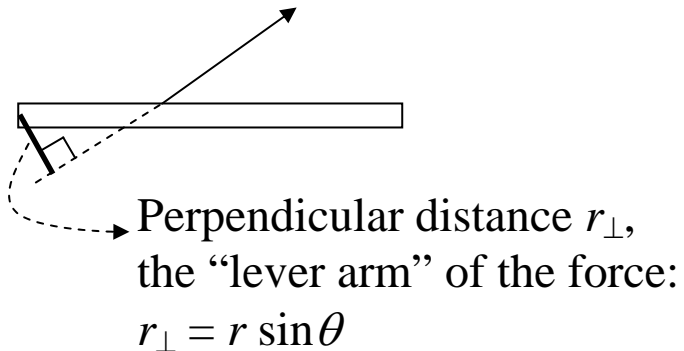 Perpendicular distance r⊥,
the “lever arm” of the force:
r⊥ = r sinθ